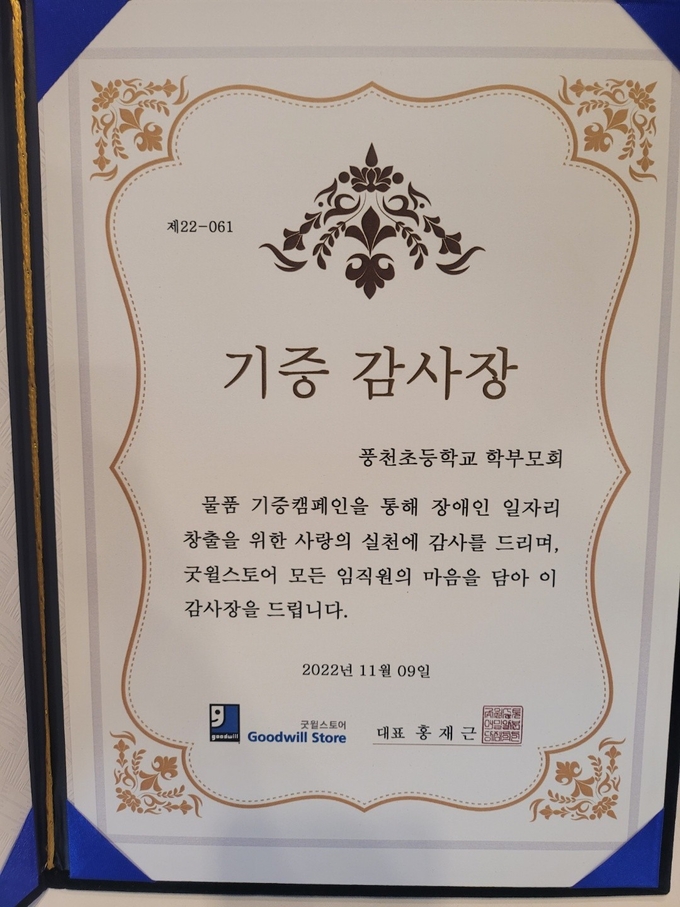 제22-061
기증 감사장
풍천초등학교 학부모회
물품 기증캠페인을 통해 장애인 일자리
창출을 위한 사랑의 실천에 감사를 드리며,
굿윌스토어 모든 임직원의 마음을 담아 이
감사장을 드립니다.
2022년 11월 09일
goodwill
굿윌스토어
Goodwill Store
대표 홍 재 근